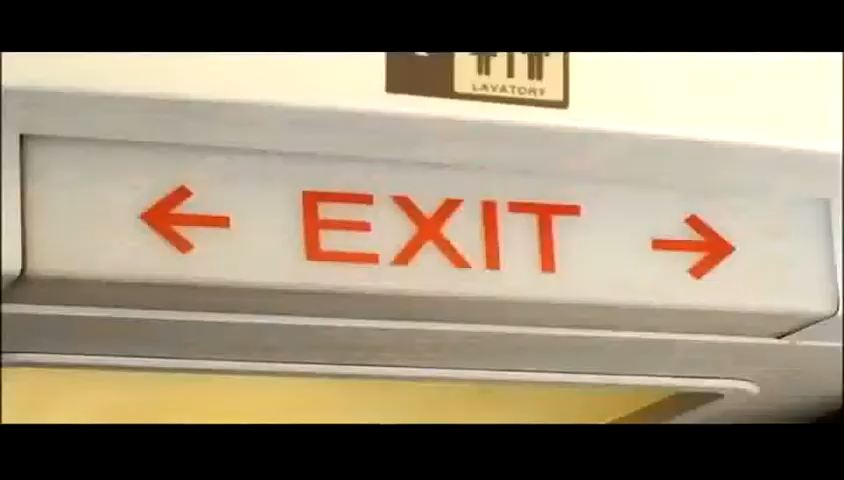 LAVATORY
← EXIT →